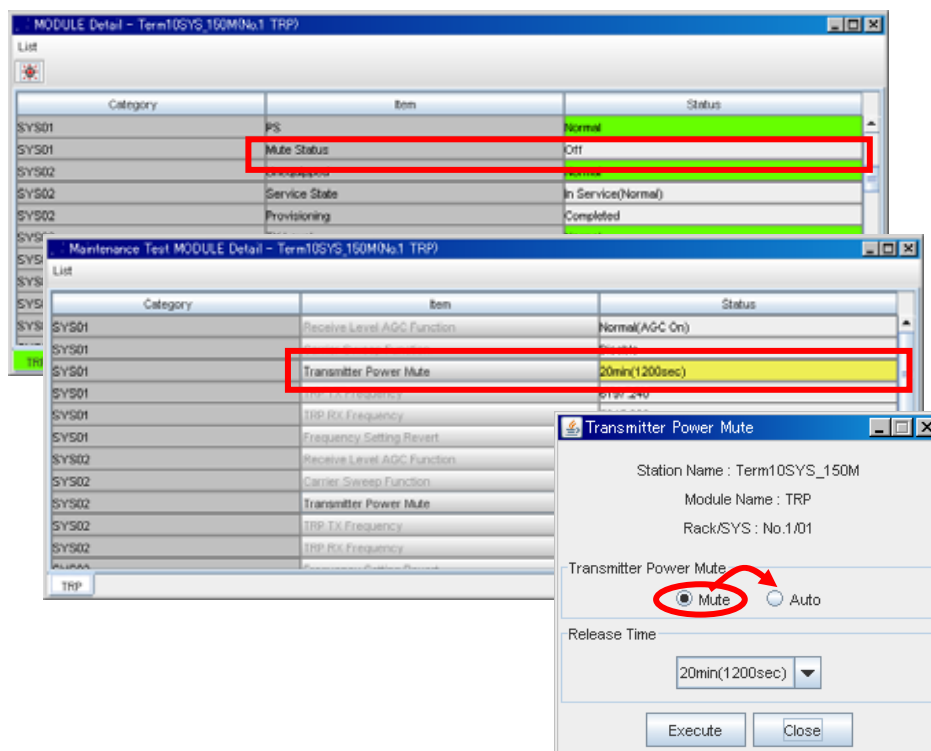 MODULE Detail - Term10SYS_150M(No.1 TRP)
List
Category Item Status
SYS01 PS Normal
SYS01 Mute Status Off
SYS02 Unequipped Normal
SYS02 Service State In Service(Normal)
SYS02 Provisioning Completed
Maintenance Test MODULE Detail - Term10SYS_150M(No.1 TRP)
List
Category Item Status
SYS01 Receive Level AGC Function Normal(AGC On)
SYS01 Carrier Sweep Function Disable
SYS01 Transmitter Power Mute 20min(1200sec)
SYS01 TRP TX Frequency
SYS01 TRP RX Frequency
SYS01 Frequency Setting Revert
SYS02 Receive Level AGC Function
SYS02 Carrier Sweep Function
SYS02 Transmitter Power Mute
SYS02 TRP TX Frequency
SYS02 TRP RX Frequency
TRP
Transmitter Power Mute
Station Name : Term10SYS_150M
Module Name : TRP
Rack/SYS : No.1/01
Transmitter Power Mute
Mute Auto
Release Time
20min(1200sec)
Execute Close